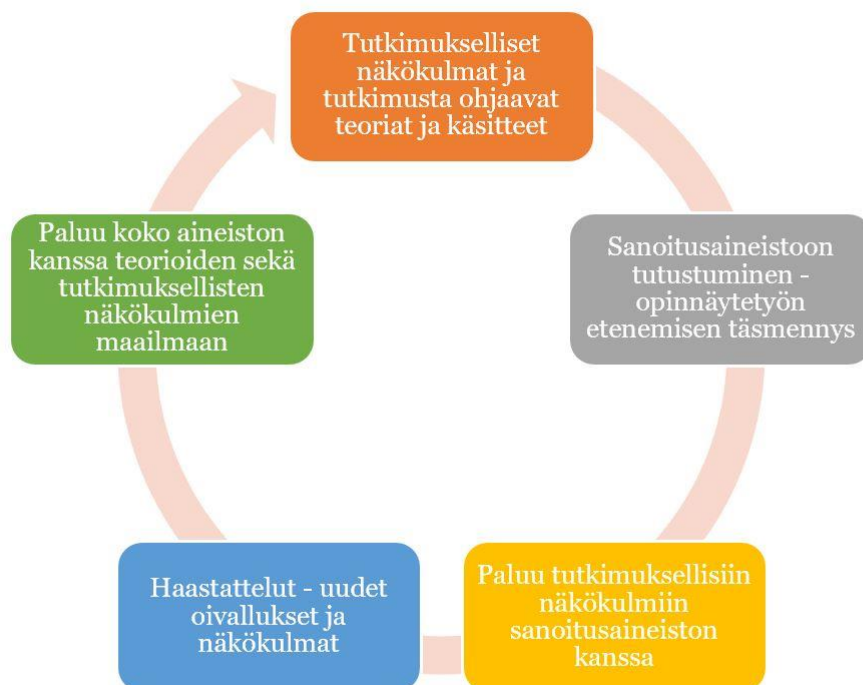 Tutkimukselliset
näkökulmat ja
tutkimusta ohjaavat
teoriat ja käsitteet
Sanoitusaineistoon
tutustuminen -
opinnäytetyön
etenemisen täsmennys
Paluu tutkimuksellisiin
näkökulmiin
sanoitusaineiston
kanssa
Haastattelut - uudet
oivallukset ja
näkökulmat
Paluu koko aineiston
kanssa teorioiden sekä
tutkimuksellisten
näkökulmien
maailmaan